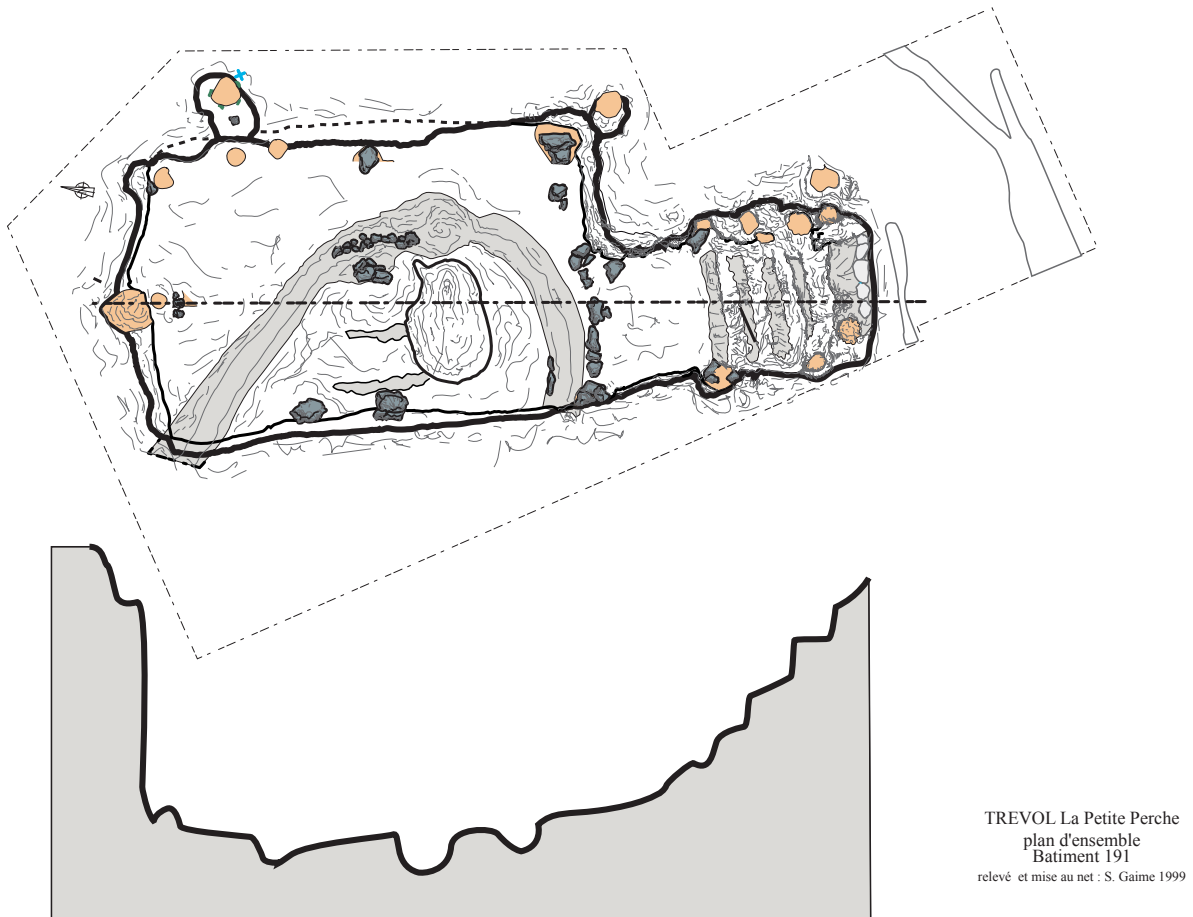 TREVOL La Petite Perche
plan d'ensemble
Batiment 191
relevé et mise au net : S. Gaime 1999